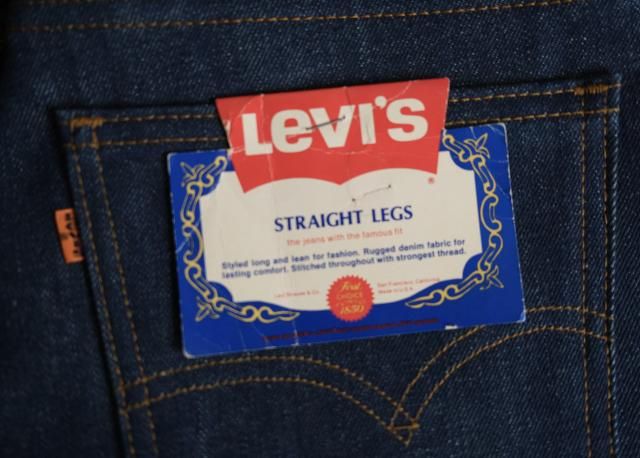 LEVI'S
®
STRAIGHT LEGS
the jeans with the famous fit
Styled long and lean for fashion. Rugged denim fabric for
lasting comfort. Stitched throughout with strongest thread.
Levi Strauss & Co.
First
CHOICE
1850
San Francisco, California
Made in U.S.A.